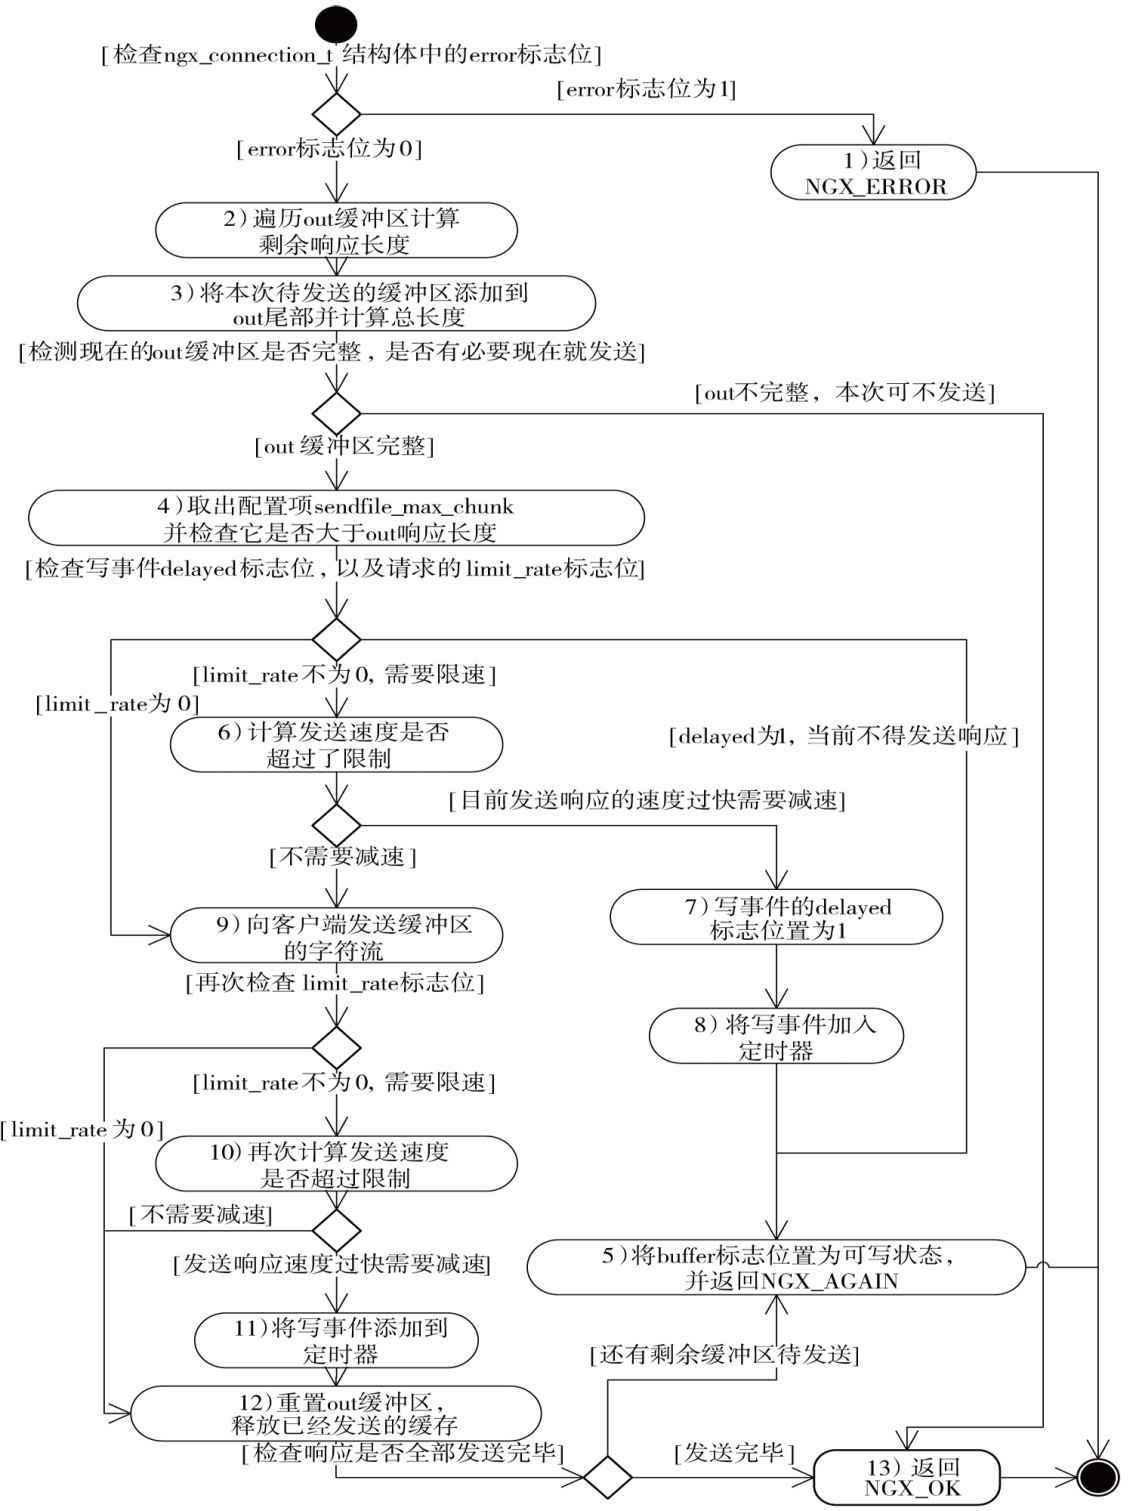 [检查ngx_connection_t 结构体中的error标志位]
[error标志位为1]
[error标志位为0]
1)返回
NGX_ERROR
2)遍历out缓冲区计算
剩余响应长度
3)将本次待发送的缓冲区添加到
out尾部并计算总长度
[检测现在的out缓冲区是否完整，是否有必要现在就发送]
[out不完整，本次可不发送]
[out 缓冲区完整]
4)取出配置项sendfile_max_chunk
并检查它是否大于out响应长度
[检查写事件delayed标志位，以及请求的limit_rate标志位]
[limit_rate不为0, 需要限速]
[limit_rate为0]
6)计算发送速度是否
超过了限制
[delayed为1, 当前不得发送响应]
[目前发送响应的速度过快需要减速]
[不需要减速]
7)写事件的delayed
标志位置为1
9)向客户端发送缓冲区
的字符流
[再次检查 limit_rate标志位]
8)将写事件加入
定时器
[limit_rate不为0, 需要限速]
[limit_rate为0]
10)再次计算发送速度
是否超过限制
[不需要减速]
[发送响应速度过快需要减速]
5)将buffer标志位置为可写状态，
并返回NGX_AGAIN
11)将写事件添加到
定时器
[还有剩余缓冲区待发送]
12)重置out缓冲区，
释放已经发送的缓存
[检查响应是否全部发送完毕]
[发送完毕]
13)返回
NGX_OK